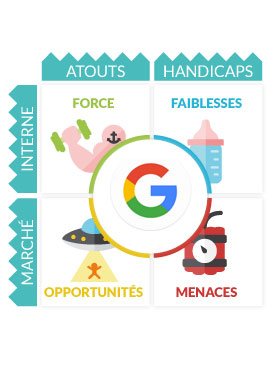 ATOUTS
HANDICAPS
INTERNE
FORCE
FAIBLESSES
G
MARCHÉ
OPPORTUNITÉS
MENACES